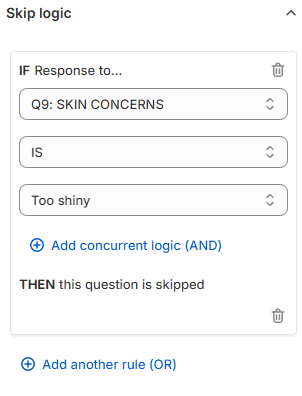 Skip logic
IF Response to...
Q9: SKIN CONCERNS
IS
Too shiny
Add concurrent logic (AND)
THEN this question is skipped
Add another rule (OR)